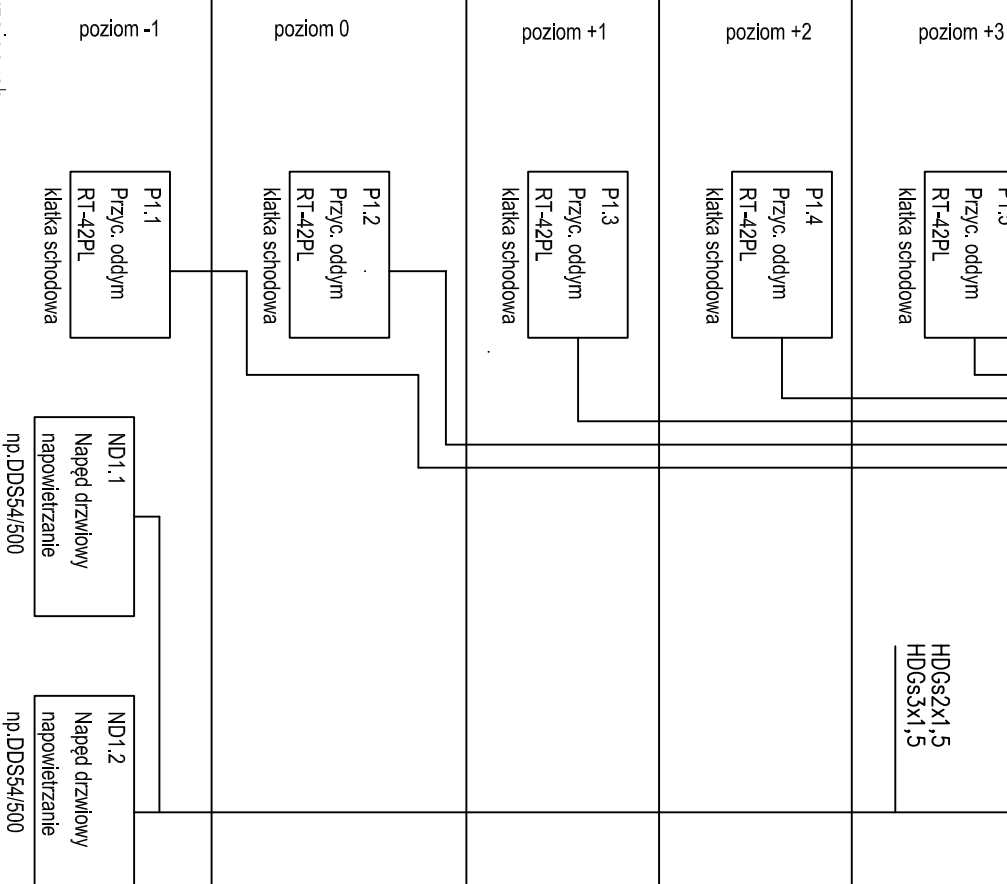 poziom -1
poziom 0
poziom +1
poziom +2
poziom +3
P1.1
Przyc. oddym
RT-42PL
klatka schodowa
P1.2
Przyc. oddym
RT-42PL
klatka schodowa
P1.3
Przyc. oddym
RT-42PL
klatka schodowa
P1.4
Przyc. oddym
RT-42PL
klatka schodowa
P1.5
Przyc. oddym
RT-42PL
klatka schodowa
ND1.1
Napęd drzwiowy
napowietrzanie
np.DDS54/500
ND1.2
Napęd drzwiowy
napowietrzanie
np.DDS54/500
HDGs2x1,5
HDGs3x1,5